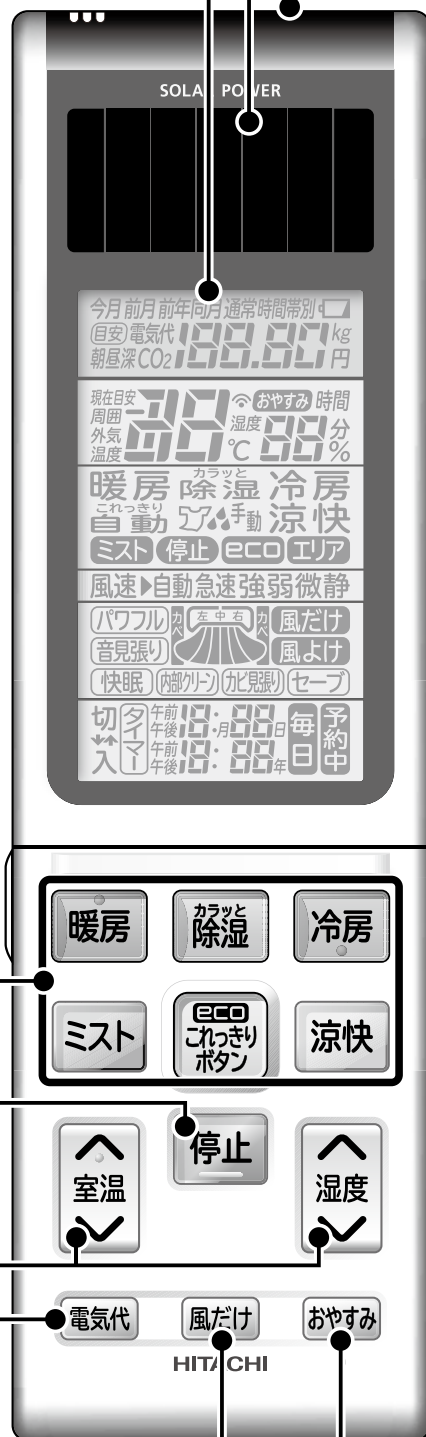 SOLAR POWER
今月 前月 前年同月 通常 時間帯別
目安 電気代 188.80 kg
朝昼深 CO2 円
現在目安 おやすみ 時間
周囲 88 湿度 88 分
外気 ℃ %
温度
暖房 カラッと除湿 冷房
これっきり自動 手動 涼快
ミスト 停止 eco エリア
風速▶自動急速強弱微静
パワフル カベ 左 中 右 カベ 風だけ
音見張り 風よけ
快眠 内部クリーン カビ見張り セーブ
切 タイマー 午前 午後 18:88 月 日 毎日 予約中
入 午前 午後 18:88 年
暖房 カラッと除湿 冷房
ミスト eco これっきりボタン 涼快
停止
室温 湿度
電気代 風だけ おやすみ
HITACHI